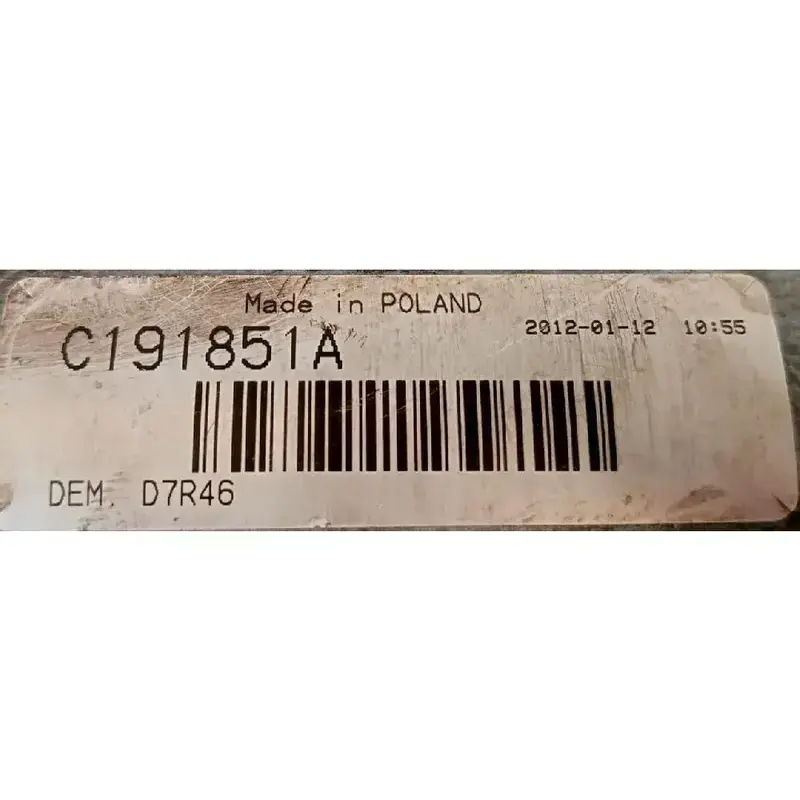 Made in POLAND
C191851A
2012-01-12 10:55
DEM. D7R46